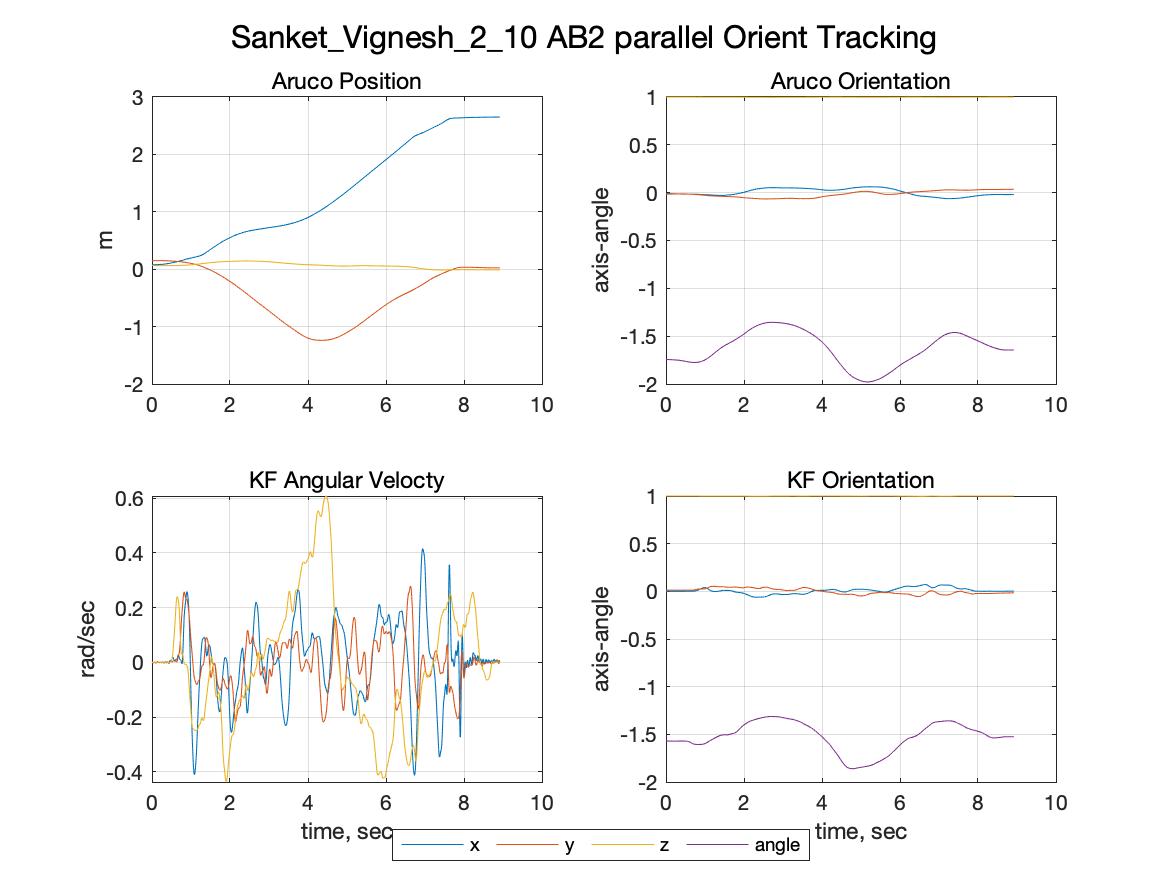 Sanket_Vignesh_2_10 AB2 parallel Orient Tracking
Aruco Position
3
2
1
0
-1
-2
m
0 2 4 6 8 10
Aruco Orientation
1
0.5
0
-0.5
-1
-1.5
-2
axis-angle
0 2 4 6 8 10
KF Angular Velocty
0.6
0.4
0.2
0
-0.2
-0.4
rad/sec
0 2 4 6 8 10
time, sec
KF Orientation
1
0.5
0
-0.5
-1
-1.5
-2
axis-angle
0 2 4 6 8 10
time, sec
x y z angle